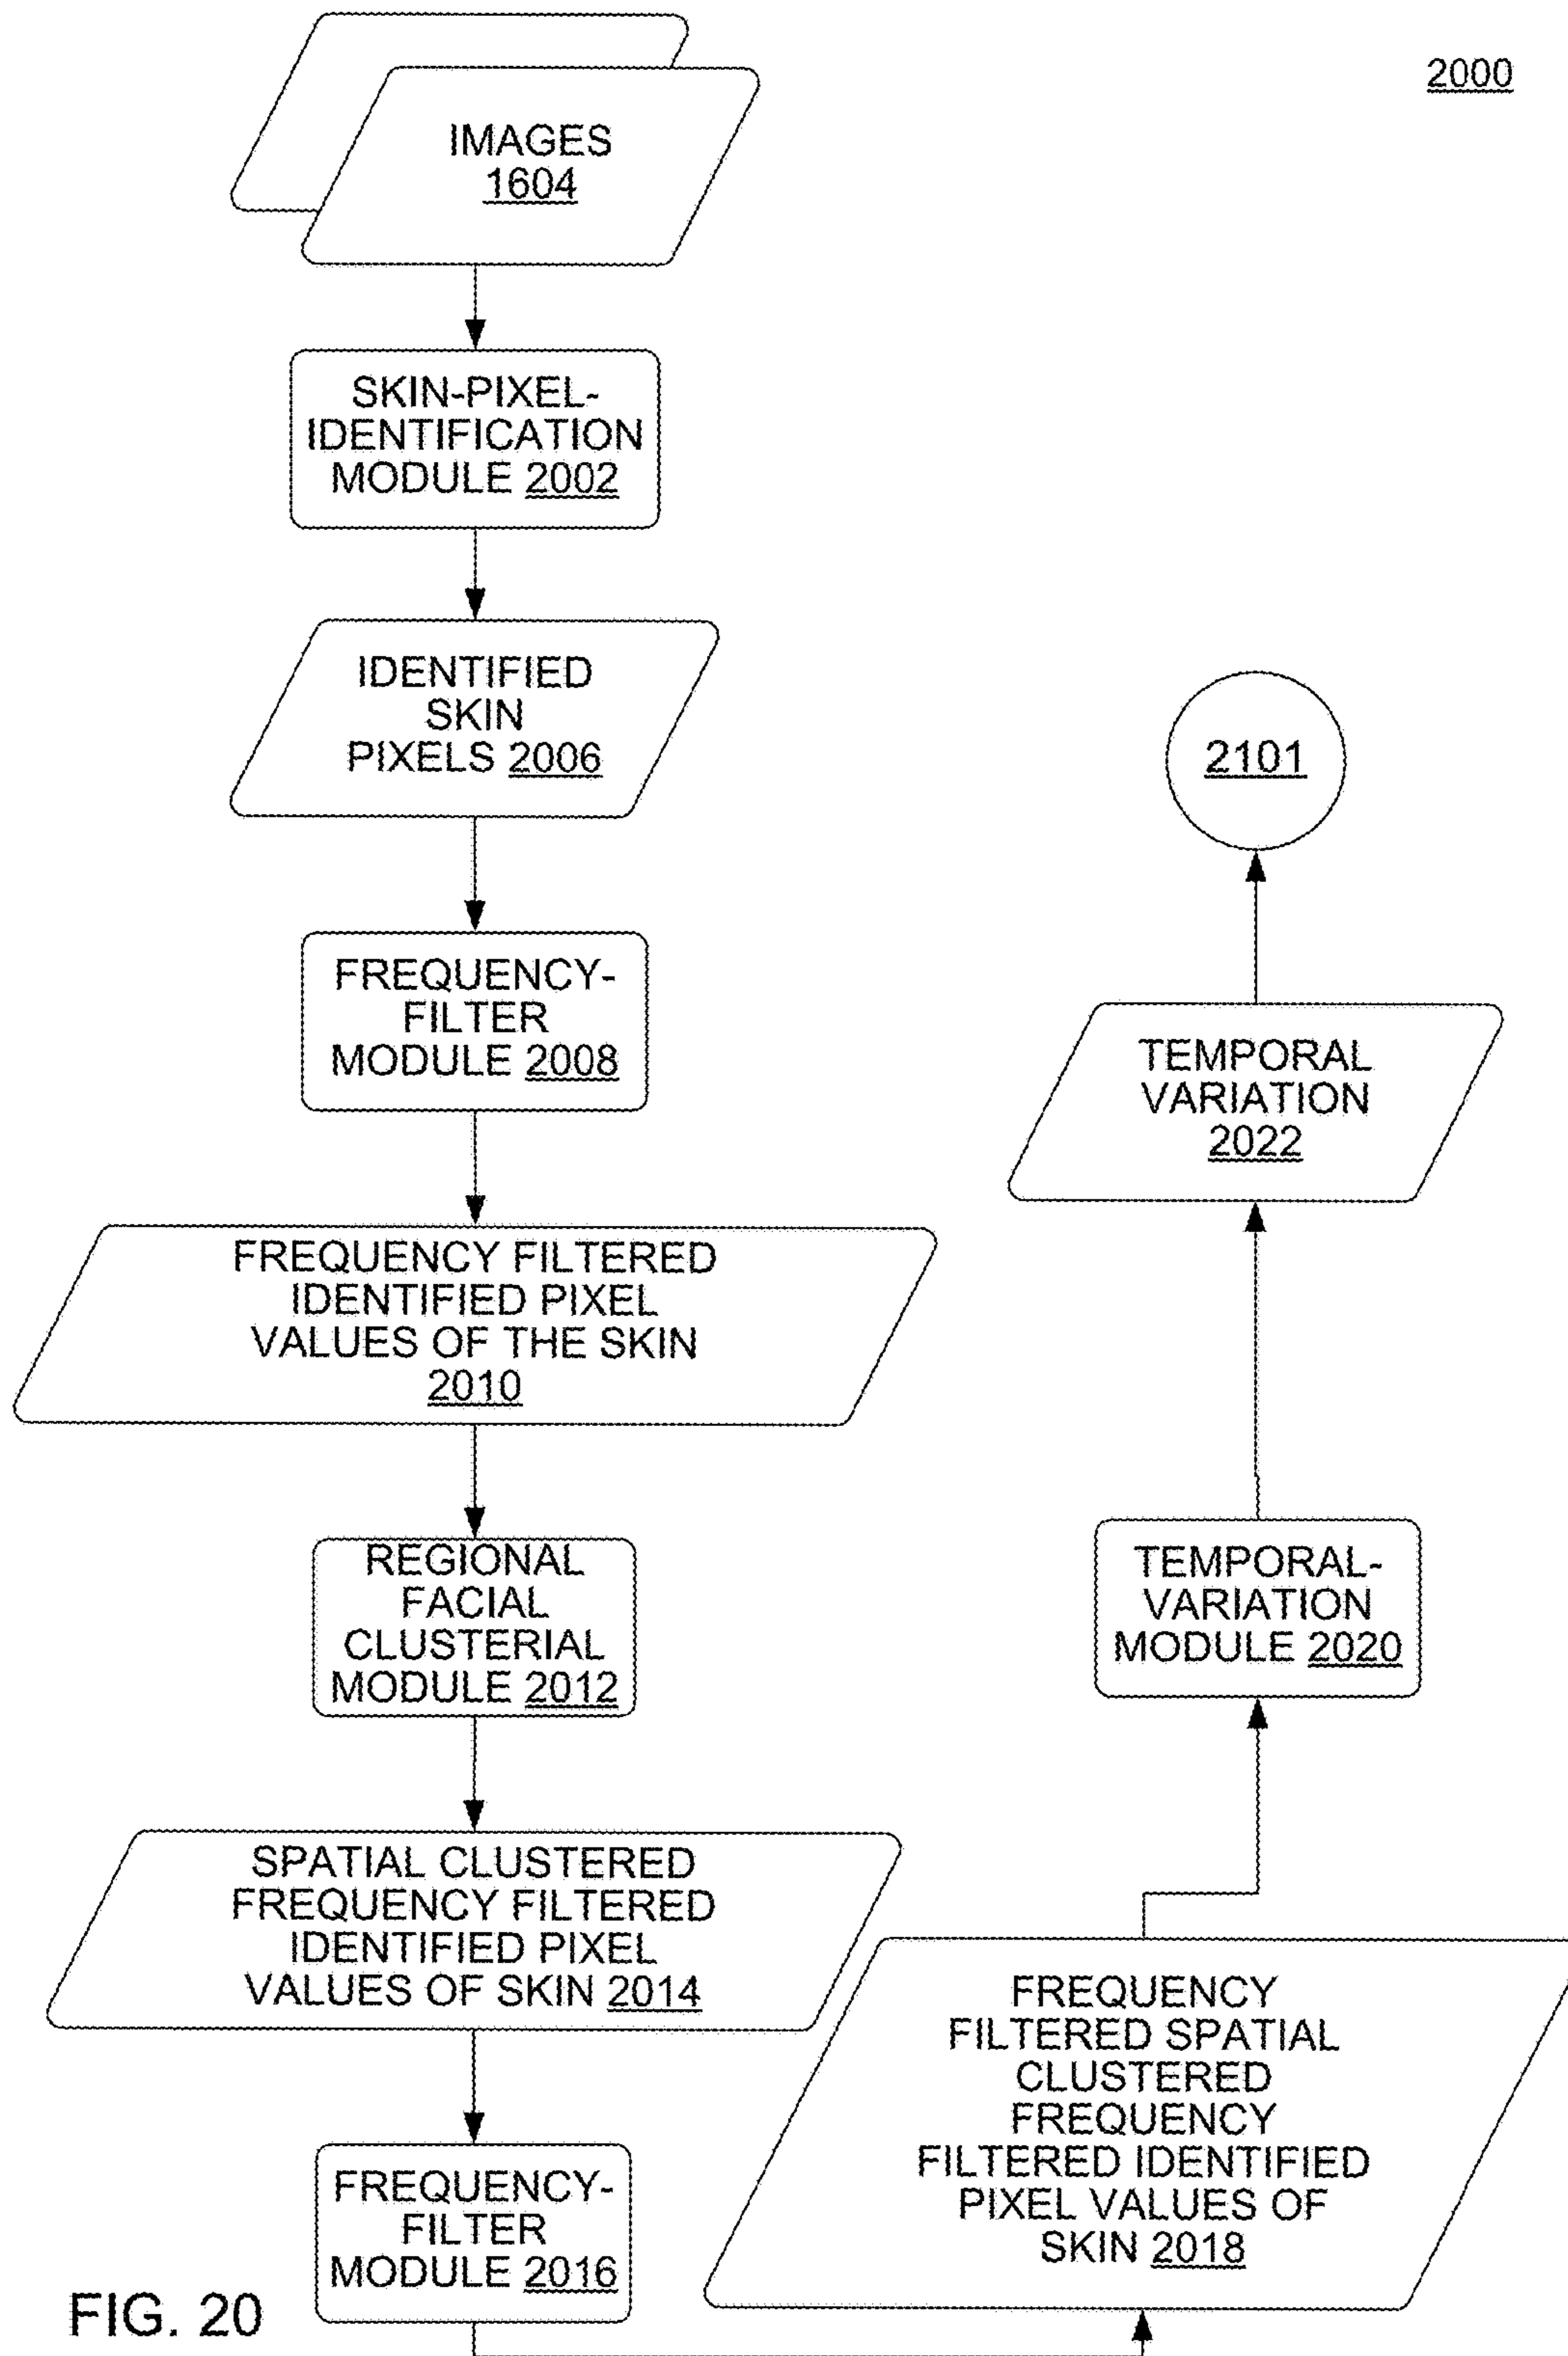 2000
IMAGES
1604
SKIN-PIXEL-
IDENTIFICATION
MODULE 2002
IDENTIFIED
SKIN
PIXELS 2006
FREQUENCY-
FILTER
MODULE 2008
FREQUENCY FILTERED
IDENTIFIED PIXEL
VALUES OF THE SKIN
2010
REGIONAL
FACIAL
CLUSTERIAL
MODULE 2012
SPATIAL CLUSTERED
FREQUENCY FILTERED
IDENTIFIED PIXEL
VALUES OF SKIN 2014
FREQUENCY-
FILTER
MODULE 2016
FREQUENCY
FILTERED SPATIAL
CLUSTERED
FREQUENCY
FILTERED IDENTIFIED
PIXEL VALUES OF
SKIN 2018
TEMPORAL-
VARIATION
MODULE 2020
TEMPORAL
VARIATION
2022
2101
FIG. 20